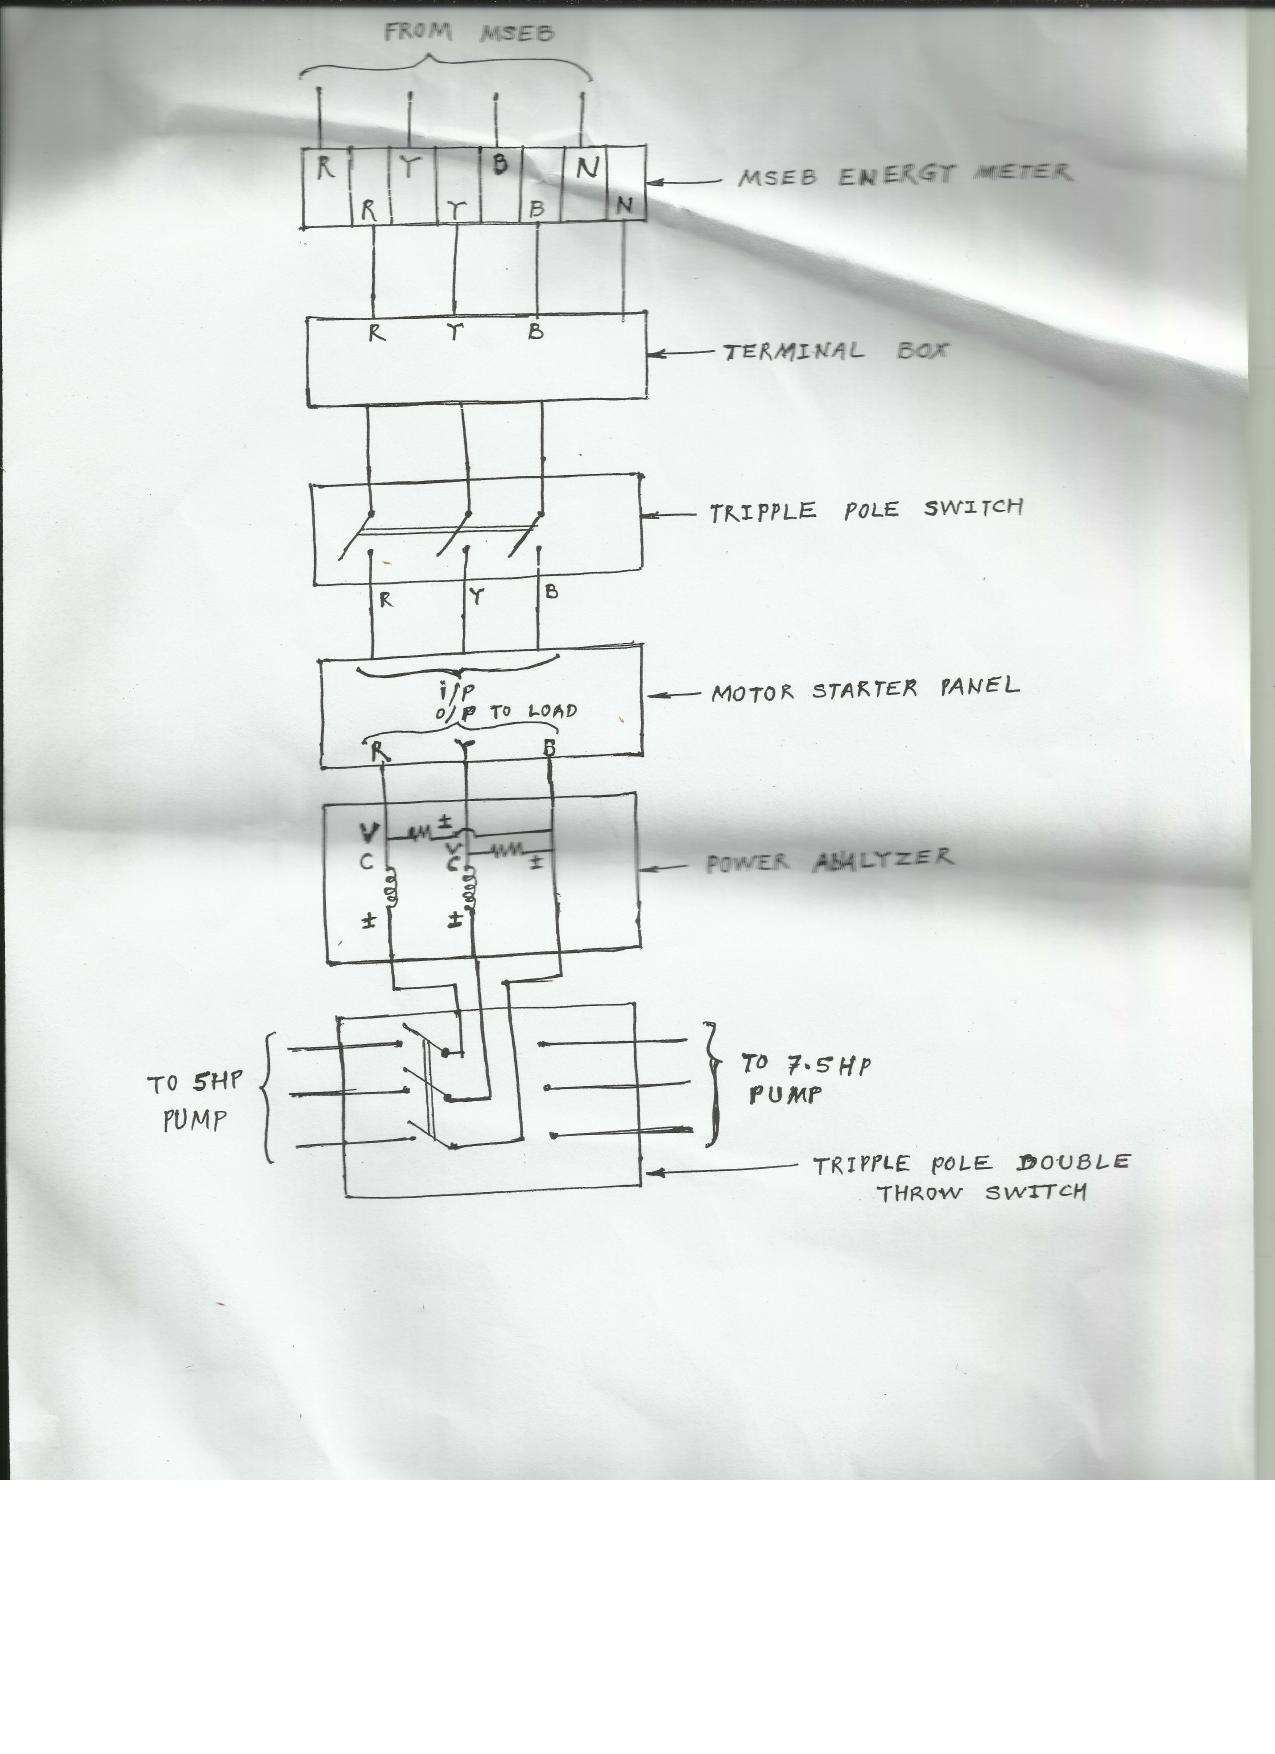 FROM MSEB
R Y B N
R Y B N
MSEB ENERGY METER
R Y B
TERMINAL BOX
TRIPPLE POLE SWITCH
R Y B
i/P
O/P TO LOAD
R Y B
MOTOR STARTER PANEL
V ±
C V
C ±
± ±
POWER ANALYZER
TO 5HP
PUMP
TO 7.5HP
PUMP
TRIPPLE POLE DOUBLE
THROW SWITCH